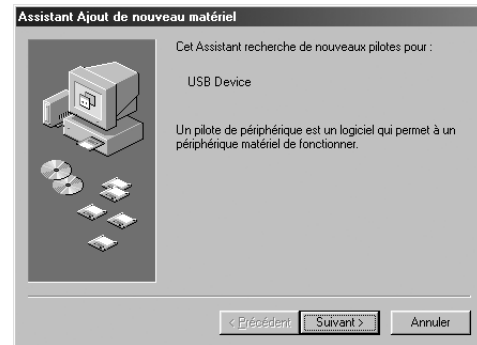 Assistant Ajout de nouveau matériel
Cet Assistant recherche de nouveaux pilotes pour :
USB Device
Un pilote de périphérique est un logiciel qui permet à un
périphérique matériel de fonctionner.
< Précédent Suivant > Annuler